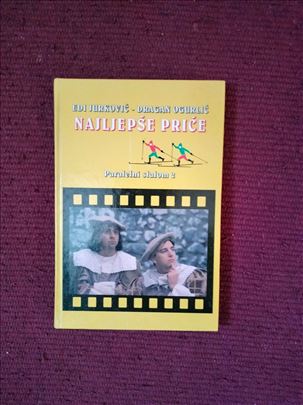 EDI JURKOVIĆ - DRAGAN OGURLIĆ
NAJLJEPŠE PRIČE
Paralelni slalom 2